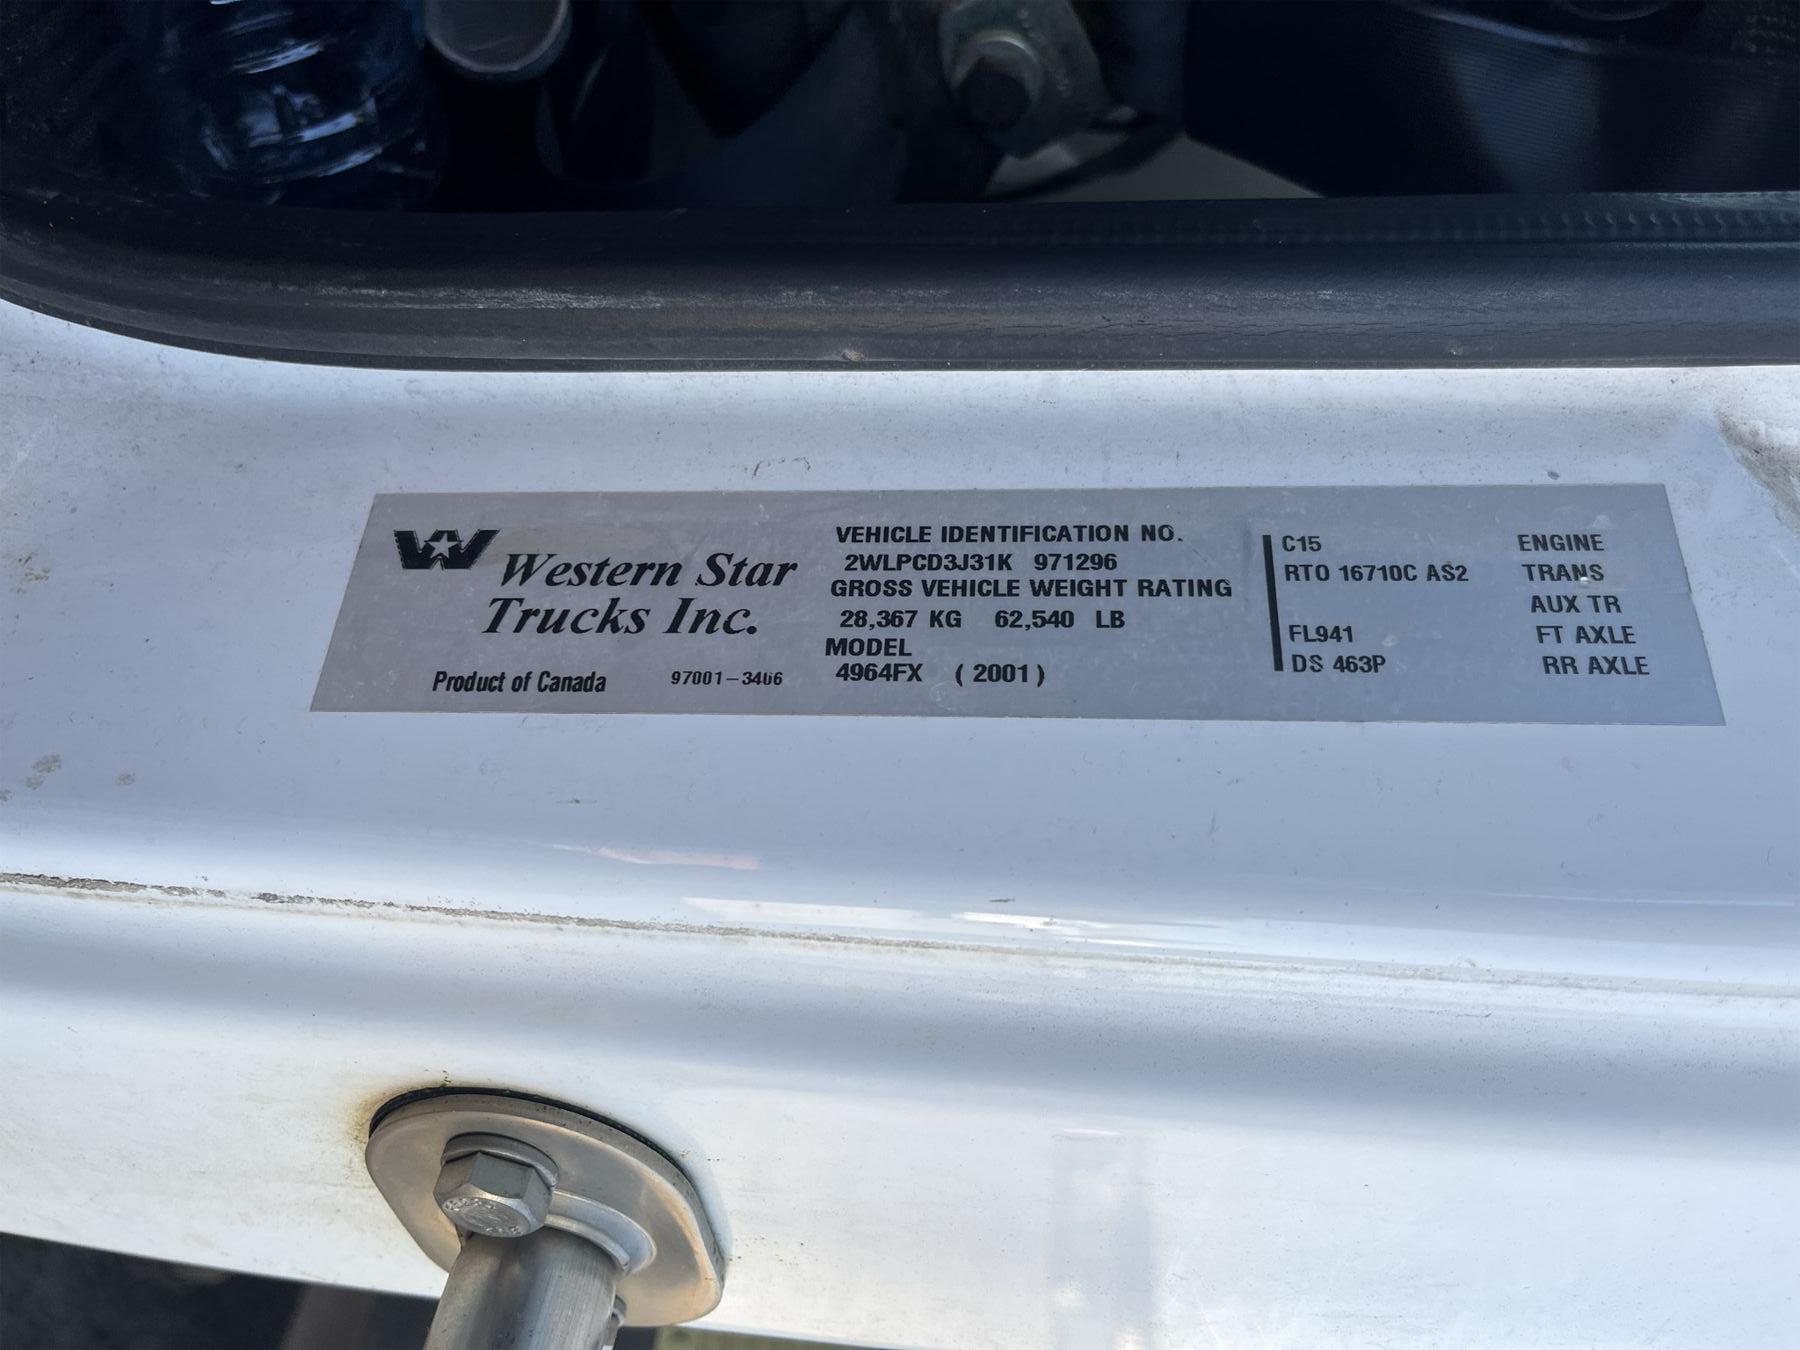 Western Star
Trucks Inc.
Product of Canada 97001-3406
VEHICLE IDENTIFICATION NO.
2WLPCD3J31K 971296
GROSS VEHICLE WEIGHT RATING
28,367 KG 62,540 LB
MODEL
4964FX (2001)
C15 ENGINE
RTO 16710C AS2 TRANS
AUX TR
FL941 FT AXLE
DS 463P RR AXLE